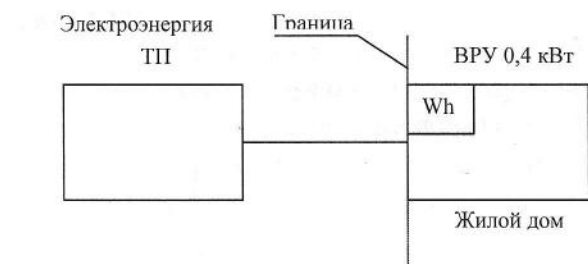 Электроэнергия
ТП
Граница
ВРУ 0,4 кВт
Wh
Жилой дом